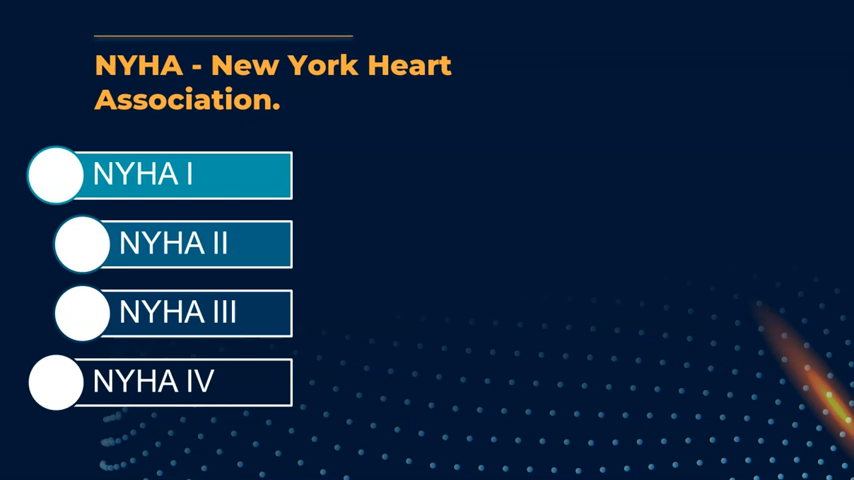 NYHA - New York Heart
Association.
NYHA I
NYHA II
NYHA III
NYHA IV